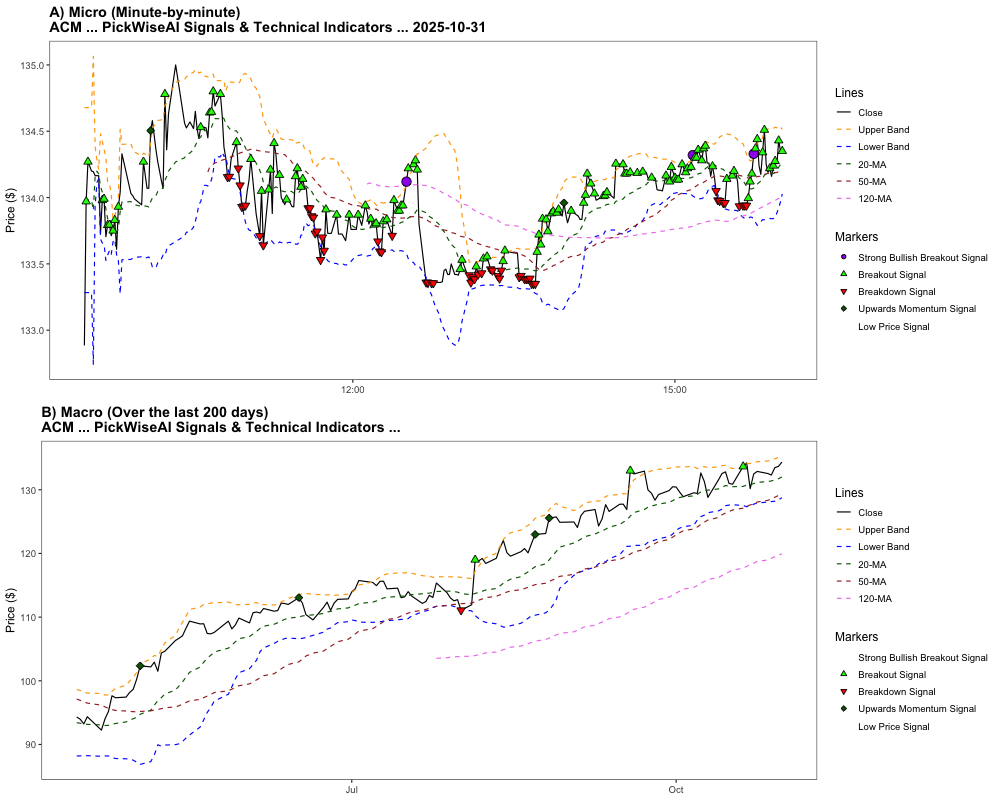 A) Micro (Minute-by-minute)
ACM ... PickWiseAI Signals & Technical Indicators ... 2025-10-31
Price ($)
135.0
134.5
134.0
133.5
133.0
12:00
15:00
Lines
Close
Upper Band
Lower Band
20-MA
50-MA
120-MA
Markers
Strong Bullish Breakout Signal
Breakout Signal
Breakdown Signal
Upwards Momentum Signal
Low Price Signal
B) Macro (Over the last 200 days)
ACM ... PickWiseAI Signals & Technical Indicators ...
Price ($)
130
120
110
100
90
Jul
Oct
Lines
Close
Upper Band
Lower Band
20-MA
50-MA
120-MA
Markers
Strong Bullish Breakout Signal
Breakout Signal
Breakdown Signal
Upwards Momentum Signal
Low Price Signal